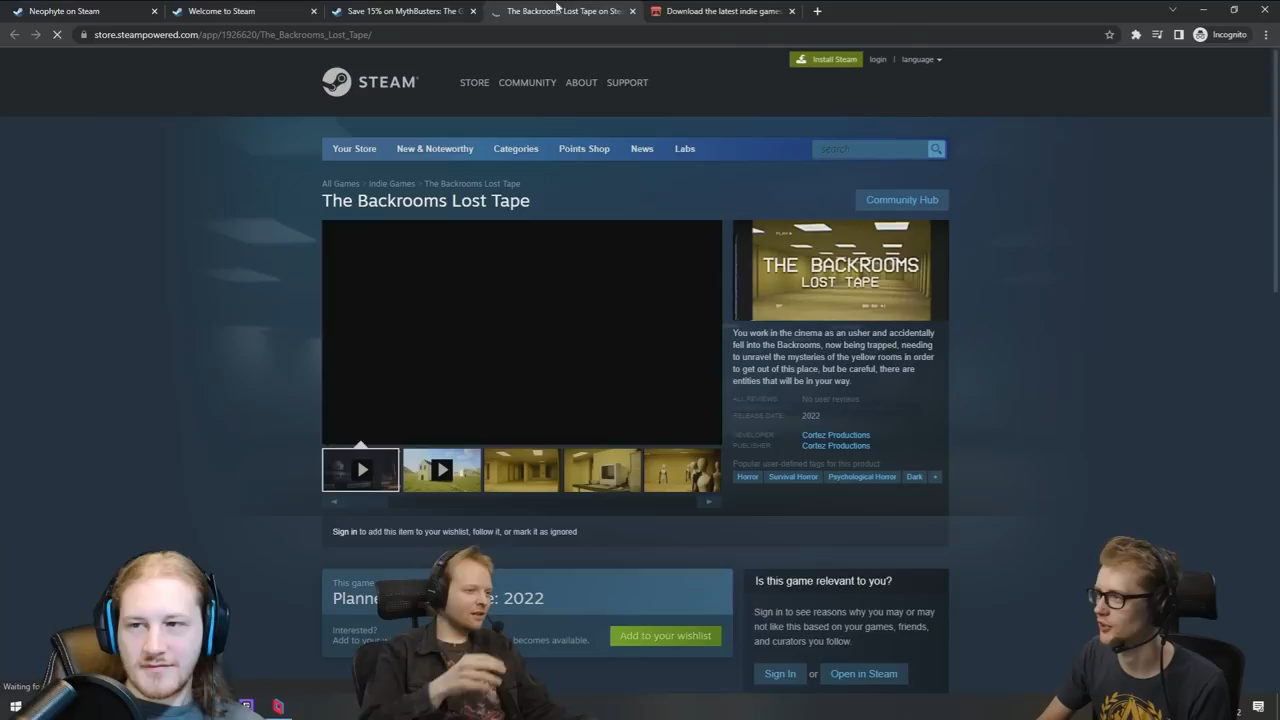 Neophyte on Steam
Welcome to Steam
Save 15% on MythBusters: The G
The Backrooms Lost Tape on Ste
Download the latest indie games
store.steampowered.com/app/1926620/The_Backrooms_Lost_Tape/
Incognito
Install Steam
login
language
STEAM
STORE
COMMUNITY
ABOUT
SUPPORT
Your Store
New & Noteworthy
Categories
Points Shop
News
Labs
search
All Games > Indie Games > The Backrooms Lost Tape
The Backrooms Lost Tape
Community Hub
PLAY
THE BACKROOMS
LOST TAPE
You work in the cinema as an usher and accidentally
fell into the Backrooms, now being trapped, needing
to unravel the mysteries of the yellow rooms in order
to get out of this place, but be careful, there are
entities that will be in your way.
ALL REVIEWS: No user reviews
RELEASE DATE: 2022
DEVELOPER: Cortez Productions
PUBLISHER: Cortez Productions
Popular user-defined tags for this product
Horror
Survival Horror
Psychological Horror
Dark
+
Sign in to add this item to your wishlist, follow it, or mark it as ignored
This game
Planne
: 2022
Interested?
Add to your
becomes available.
Add to your wishlist
Is this game relevant to you?
Sign in to see reasons why you may or may
not like this based on your games, friends,
and curators you follow.
Sign In
or
Open in Steam
Waiting fo